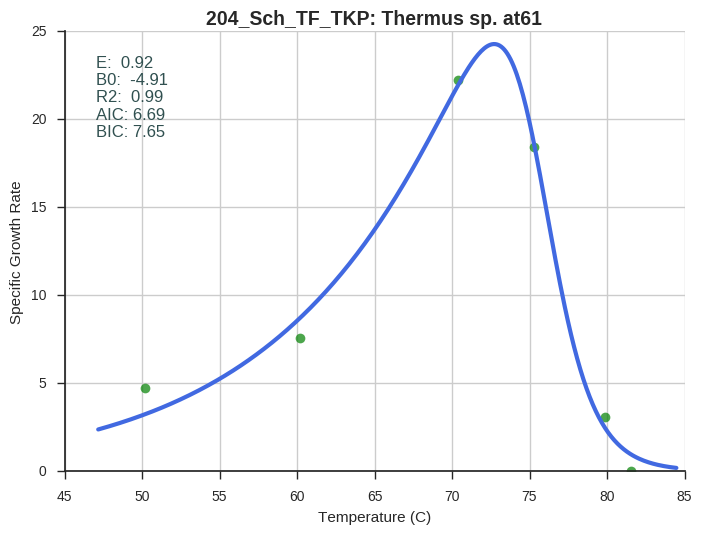 204_Sch_TF_TKP: Thermus sp. at61
E: 0.92
B0: -4.91
R2: 0.99
AIC: 6.69
BIC: 7.65
Specific Growth Rate
25
20
15
10
5
0
45 50 55 60 65 70 75 80 85
Temperature (C)